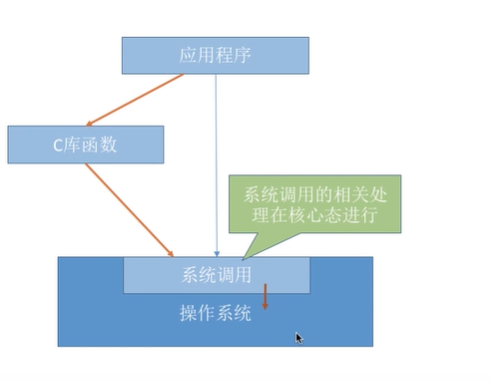 应用程序
C库函数
系统调用的相关处
理在核心态进行
系统调用
操作系统